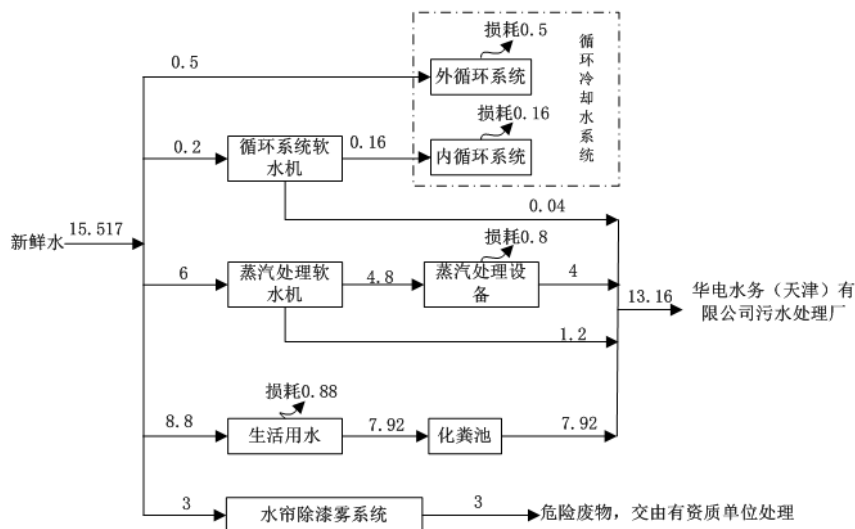 损耗0.5
0.5
外循环系统
循环冷却水系统
损耗0.16
0.2
循环系统软
水机
0.16
内循环系统
0.04
新鲜水
15.517
损耗0.8
6
蒸汽处理软
水机
4.8
蒸汽处理设
备
4
13.16
华电水务（天津）有
限公司污水处理厂
1.2
损耗0.88
8.8
生活用水
7.92
化粪池
7.92
3
水帘除漆雾系统
3
危险废物，交由有资质单位处理